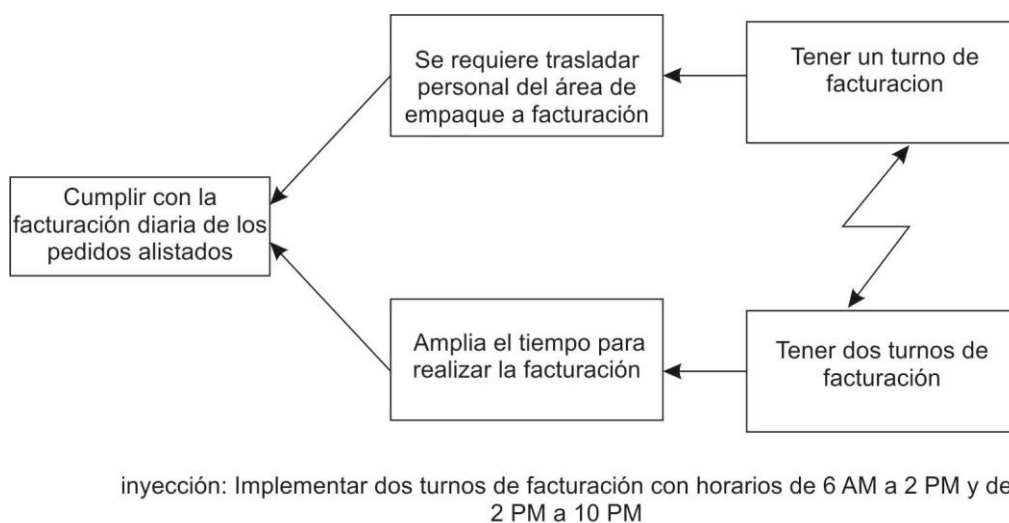 Se requiere trasladar
personal del área de
empaque a facturación
Tener un turno de
facturacion
Cumplir con la
facturación diaria de los
pedidos alistados
Amplia el tiempo para
realizar la facturación
Tener dos turnos de
facturación
inyección: Implementar dos turnos de facturación con horarios de 6 AM a 2 PM y de
2 PM a 10 PM